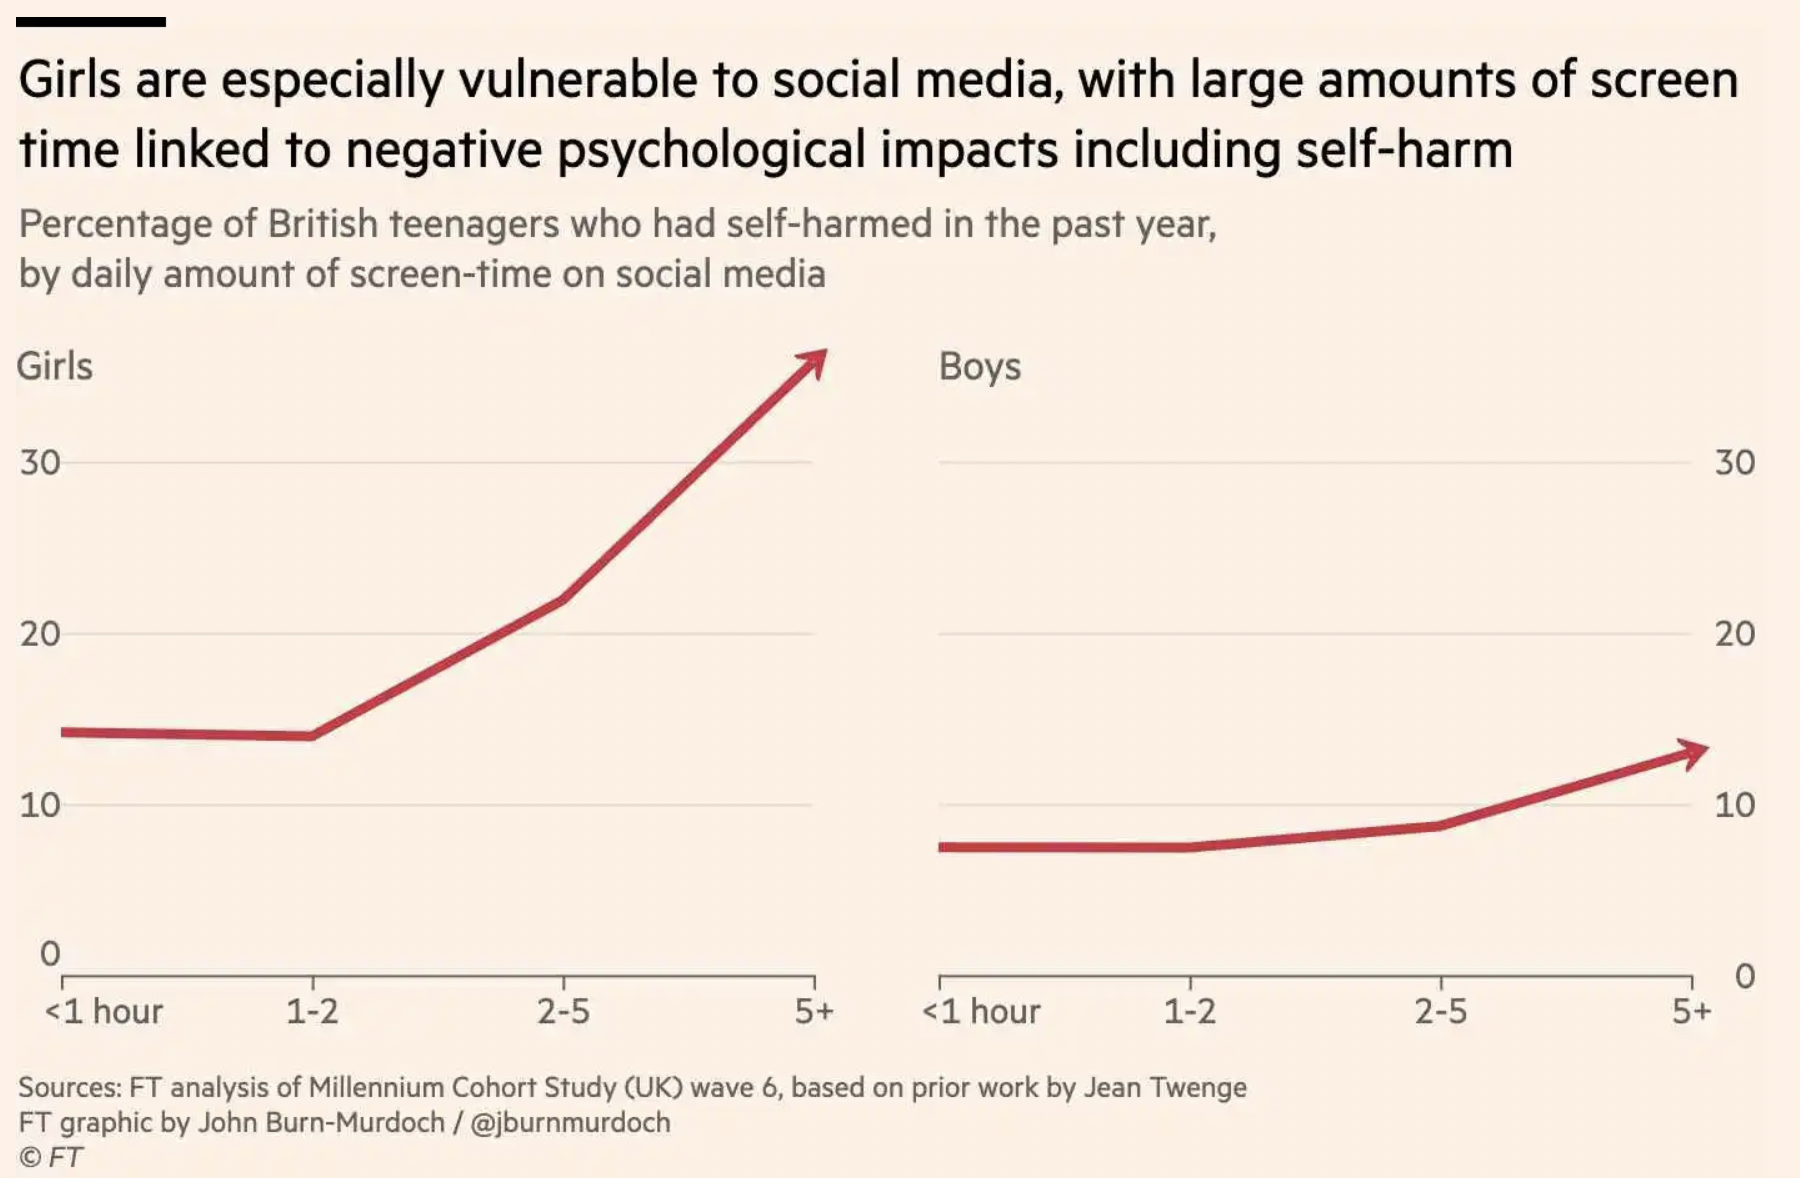 Girls are especially vulnerable to social media, with large amounts of screen
time linked to negative psychological impacts including self-harm
Percentage of British teenagers who had self-harmed in the past year,
by daily amount of screen-time on social media
Girls
30
20
10
0
<1 hour
1-2
2-5
5+
Boys
30
20
10
0
<1 hour
1-2
2-5
5+
Sources: FT analysis of Millennium Cohort Study (UK) wave 6, based on prior work by Jean Twenge
FT graphic by John Burn-Murdoch / @jburnmurdoch
© FT